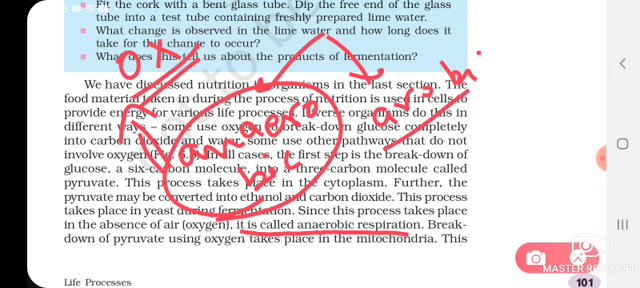 Fit the cork with a bent glass tube. Dip the free end of the glass
tube into a test tube containing freshly prepared lime water.
What change is observed in the lime water and how long does it
take for this change to occur?
What does this tell us about the products of fermentation?
We have discussed nutrition in organisms in the last section. The
food material taken in during the process of nutrition is used in cells to
provide energy for various life processes. Diverse organisms do this in
different ways – some use oxygen to break-down glucose completely
into carbon dioxide and water, some use other pathways that do not
involve oxygen (Fig. 6.8). In all cases, the first step is the break-down of
glucose, a six-carbon molecule, into a three-carbon molecule called
pyruvate. This process takes place in the cytoplasm. Further, the
pyruvate may be converted into ethanol and carbon dioxide. This process
takes place in yeast during fermentation. Since this process takes place
in the absence of air (oxygen), it is called anaerobic respiration. Break-
down of pyruvate using oxygen takes place in the mitochondria. This
Life Processes
101
anaero
bic
MASTER RECORDER